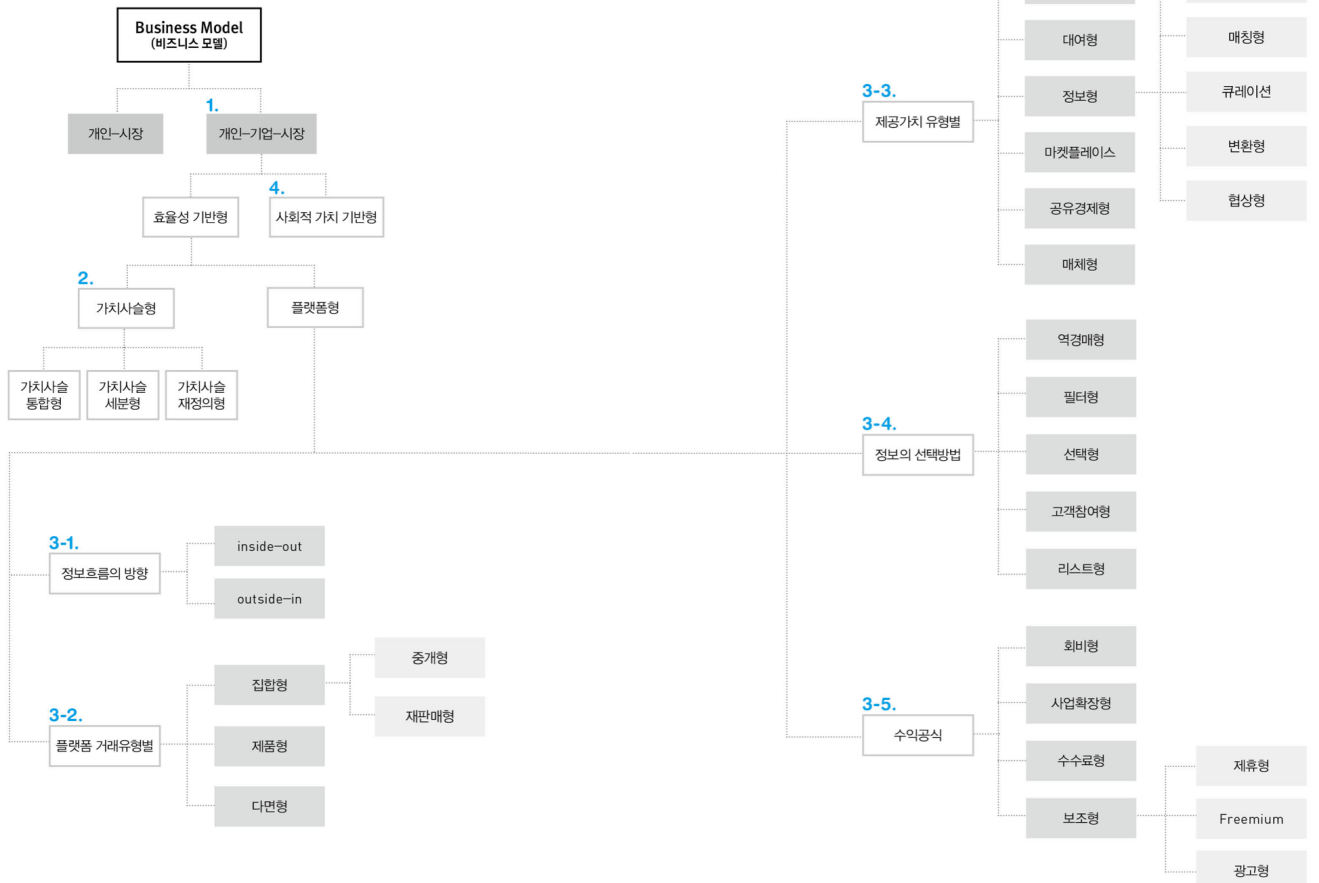 Business Model
(비즈니스 모델)
개인–시장
1.
개인–기업–시장
효율성 기반형
4.
사회적 가치 기반형
2.
가치사슬형
플랫폼형
가치사슬
통합형
가치사슬
세분형
가치사슬
재정의형
3-1.
정보흐름의 방향
inside–out
outside–in
3-2.
플랫폼 거래유형별
집합형
중개형
재판매형
제품형
다면형
3-3.
제공가치 유형별
대여형
정보형
마켓플레이스
공유경제형
매체형
매칭형
큐레이션
변환형
협상형
3-4.
정보의 선택방법
역경매형
필터형
선택형
고객참여형
리스트형
3-5.
수익공식
회비형
사업확장형
수수료형
보조형
제휴형
Freemium
광고형